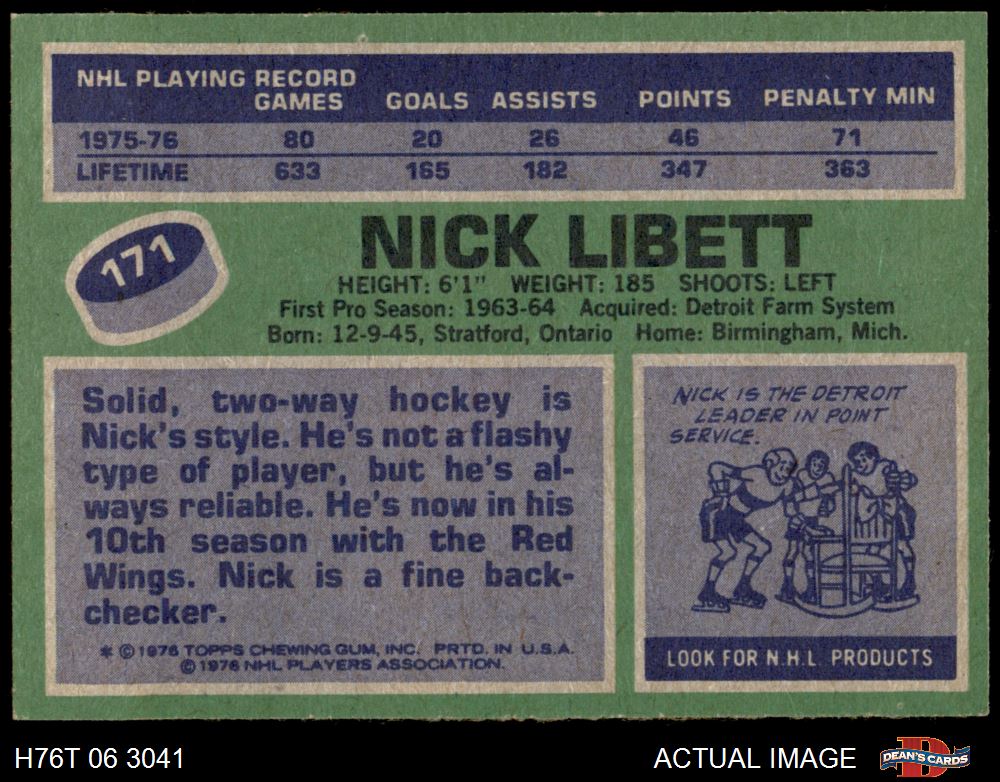 NHL PLAYING RECORD
GAMES GOALS ASSISTS POINTS PENALTY MIN
1975-76 80 20 26 46 71
LIFETIME 633 165 182 347 363
171
NICK LIBETT
HEIGHT: 6'1" WEIGHT: 185 SHOOTS: LEFT
First Pro Season: 1963-64 Acquired: Detroit Farm System
Born: 12-9-45, Stratford, Ontario Home: Birmingham, Mich.
Solid, two-way hockey is
Nick's style. He's not a flashy
type of player, but he's al-
ways reliable. He's now in his
10th season with the Red
Wings. Nick is a fine back-
checker.
* © 1976 TOPPS CHEWING GUM, INC. PRTD. IN U.S.A.
© 1976 NHL PLAYERS ASSOCIATION.
NICK IS THE DETROIT
LEADER IN POINT
SERVICE.
LOOK FOR N.H.L PRODUCTS
H76T 06 3041
ACTUAL IMAGE
DEAN'S CARDS